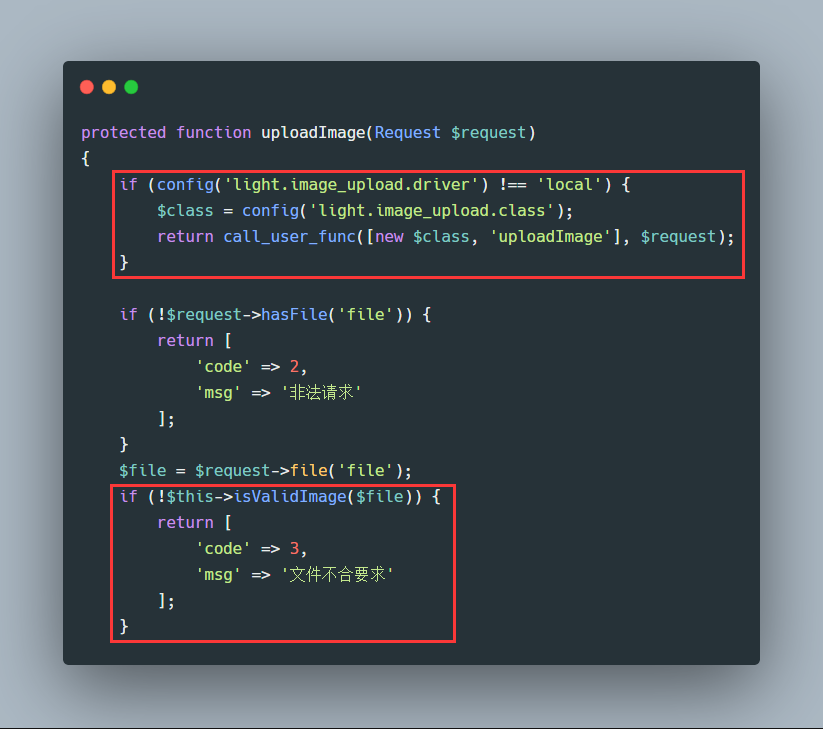 protected function uploadImage(Request $request)
{
if (config('light.image_upload.driver') !== 'local') {
$class = config('light.image_upload.class');
return call_user_func([new $class, 'uploadImage'], $request);
}
if (!$request->hasFile('file')) {
return [
'code' => 2,
'msg' => '非法请求'
];
}
$file = $request->file('file');
if (!$this->isValidImage($file)) {
return [
'code' => 3,
'msg' => '文件不合要求'
];
}